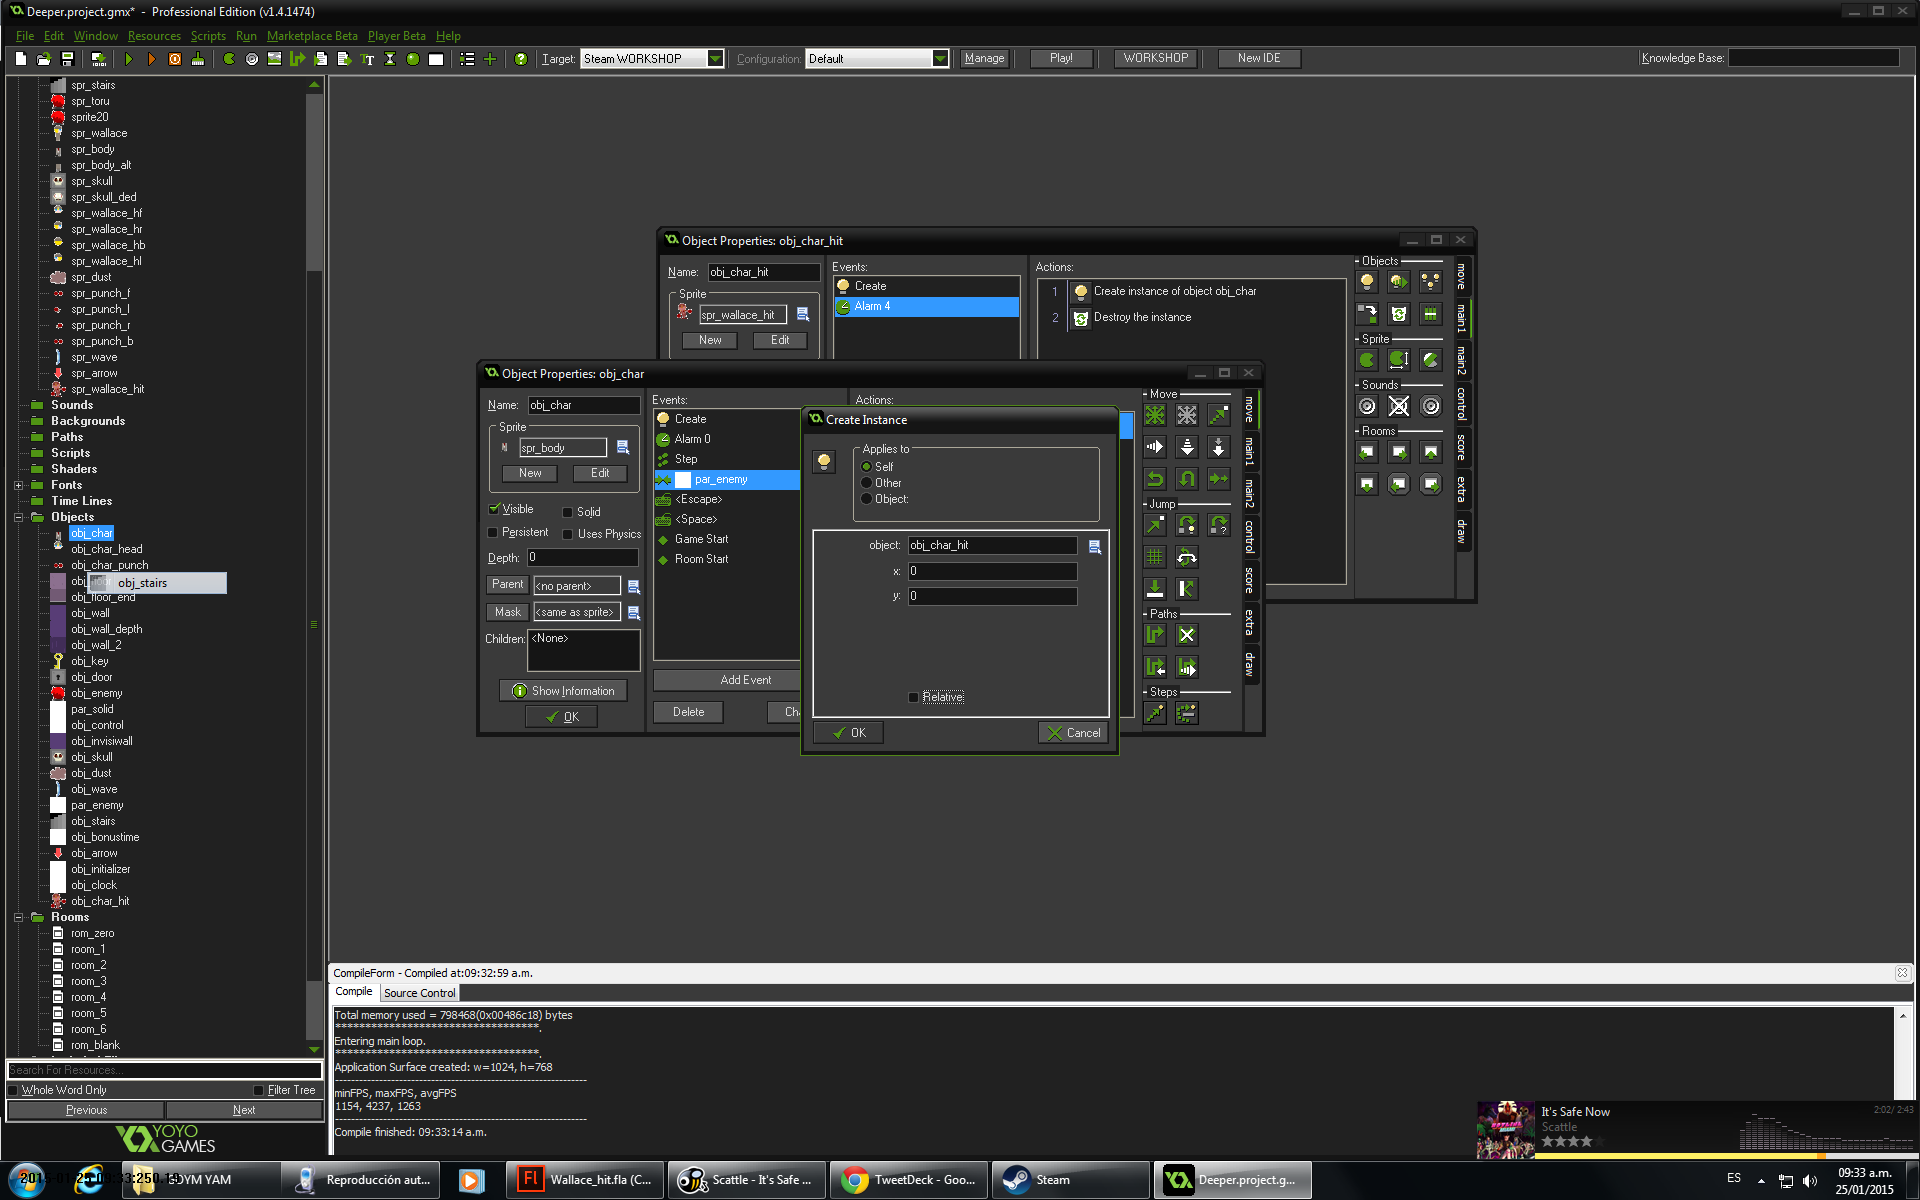 Deeper.project.gmx* - Professional Edition (v1.4.1474)
File Edit Window Resources Scripts Run Marketplace Beta Player Beta Help
Target: Steam WORKSHOP Configuration: Default Manage Play! WORKSHOP New IDE Knowledge Base:
spr_stairs
spr_toru
sprite20
spr_wallace
spr_body
spr_body_alt
spr_skull
spr_skull_ded
spr_wallace_hf
spr_wallace_hr
spr_wallace_hb
spr_wallace_hl
spr_dust
spr_punch_f
spr_punch_l
spr_punch_r
spr_punch_b
spr_wave
spr_arrow
spr_wallace_hit
Sounds
Backgrounds
Paths
Scripts
Shaders
Fonts
Time Lines
Objects
obj_char
obj_char_head
obj_char_punch
obj_stairs
obj_floor_end
obj_wall
obj_wall_depth
obj_wall_2
obj_key
obj_door
obj_enemy
par_solid
obj_control
obj_invisiwall
obj_skull
obj_dust
obj_wave
par_enemy
obj_stairs
obj_bonustime
obj_arrow
obj_initializer
obj_clock
obj_char_hit
Rooms
rom_zero
room_1
room_2
room_3
room_4
room_5
room_6
rom_blank
Search For Resources...
Whole Word Only Filter Tree
Previous Next
YOYO
GAMES
Object Properties: obj_char_hit
Name: obj_char_hit
Sprite
spr_wallace_hit
New Edit
Events:
Create
Alarm 4
Actions:
1 Create instance of object obj_char
2 Destroy the instance
Objects
Sprite
Sounds
Rooms
move
main1
main2
control
score
extra
draw
Object Properties: obj_char
Name: obj_char
Sprite
spr_body
New Edit
Visible Solid
Persistent Uses Physics
Depth: 0
Parent <no parent>
Mask <same as sprite>
Children: <None>
Show Information
OK
Events:
Create
Alarm 0
Step
par_enemy
<Escape>
<Space>
Game Start
Room Start
Add Event
Delete Cha
Actions:
Move
Jump
Paths
Steps
move
main1
main2
control
score
extra
draw
Create Instance
Applies to
Self
Other
Object:
object: obj_char_hit
x: 0
y: 0
Relative
OK Cancel
CompileForm - Compiled at:09:32:59 a.m.
Compile Source Control
Total memory used = 798468(0x00486c18) bytes
**********************************.
Entering main loop.
**********************************.
Application Surface created: w=1024, h=768
minFPS, maxFPS, avgFPS
1154, 4237, 1263
Compile finished: 09:33:14 a.m.
It's Safe Now
Scattle
2:02/ 2:43
YAM
Reproducción aut...
Wallace_hit.fla (C...
Scattle - It's Safe ...
TweetDeck - Goo...
Steam
Deeper.project.g...
ES
09:33 a.m.
25/01/2015